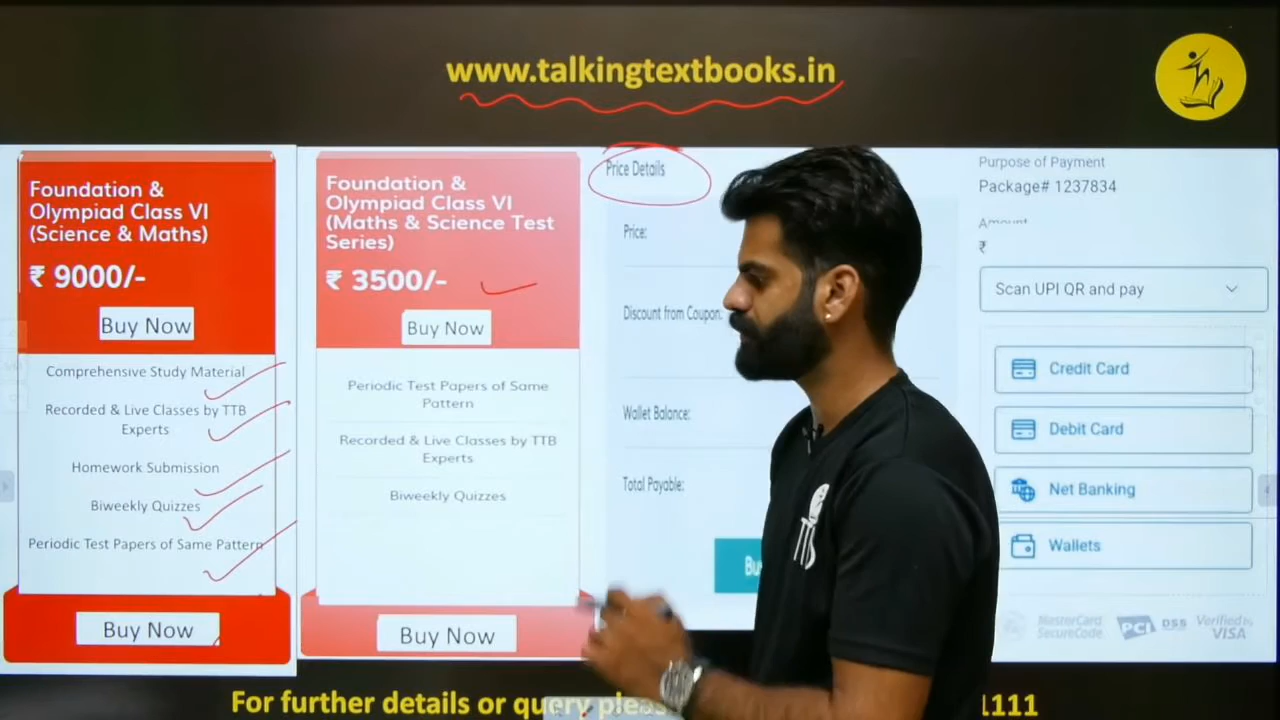 www.talkingtextbooks.in
Foundation &
Olympiad Class VI
(Science & Maths)
₹ 9000/-
Buy Now
Comprehensive Study Material
Recorded & Live Classes by TTB
Experts
Homework Submission
Biweekly Quizzes
Periodic Test Papers of Same Pattern
Buy Now
Foundation &
Olympiad Class VI
(Maths & Science Test
Series)
₹ 3500/-
Buy Now
Periodic Test Papers of Same
Pattern
Recorded & Live Classes by TTB
Experts
Biweekly Quizzes
Buy Now
Price Details
Price:
Discount from Coupon:
Wallet Balance:
Total Payable:
Purpose of Payment
Package# 1237834
₹
Scan UPI QR and pay
Credit Card
Debit Card
Net Banking
Wallets
MasterCard
SecureCode
PCI DSS
Verified by
VISA
For further details or query 1111